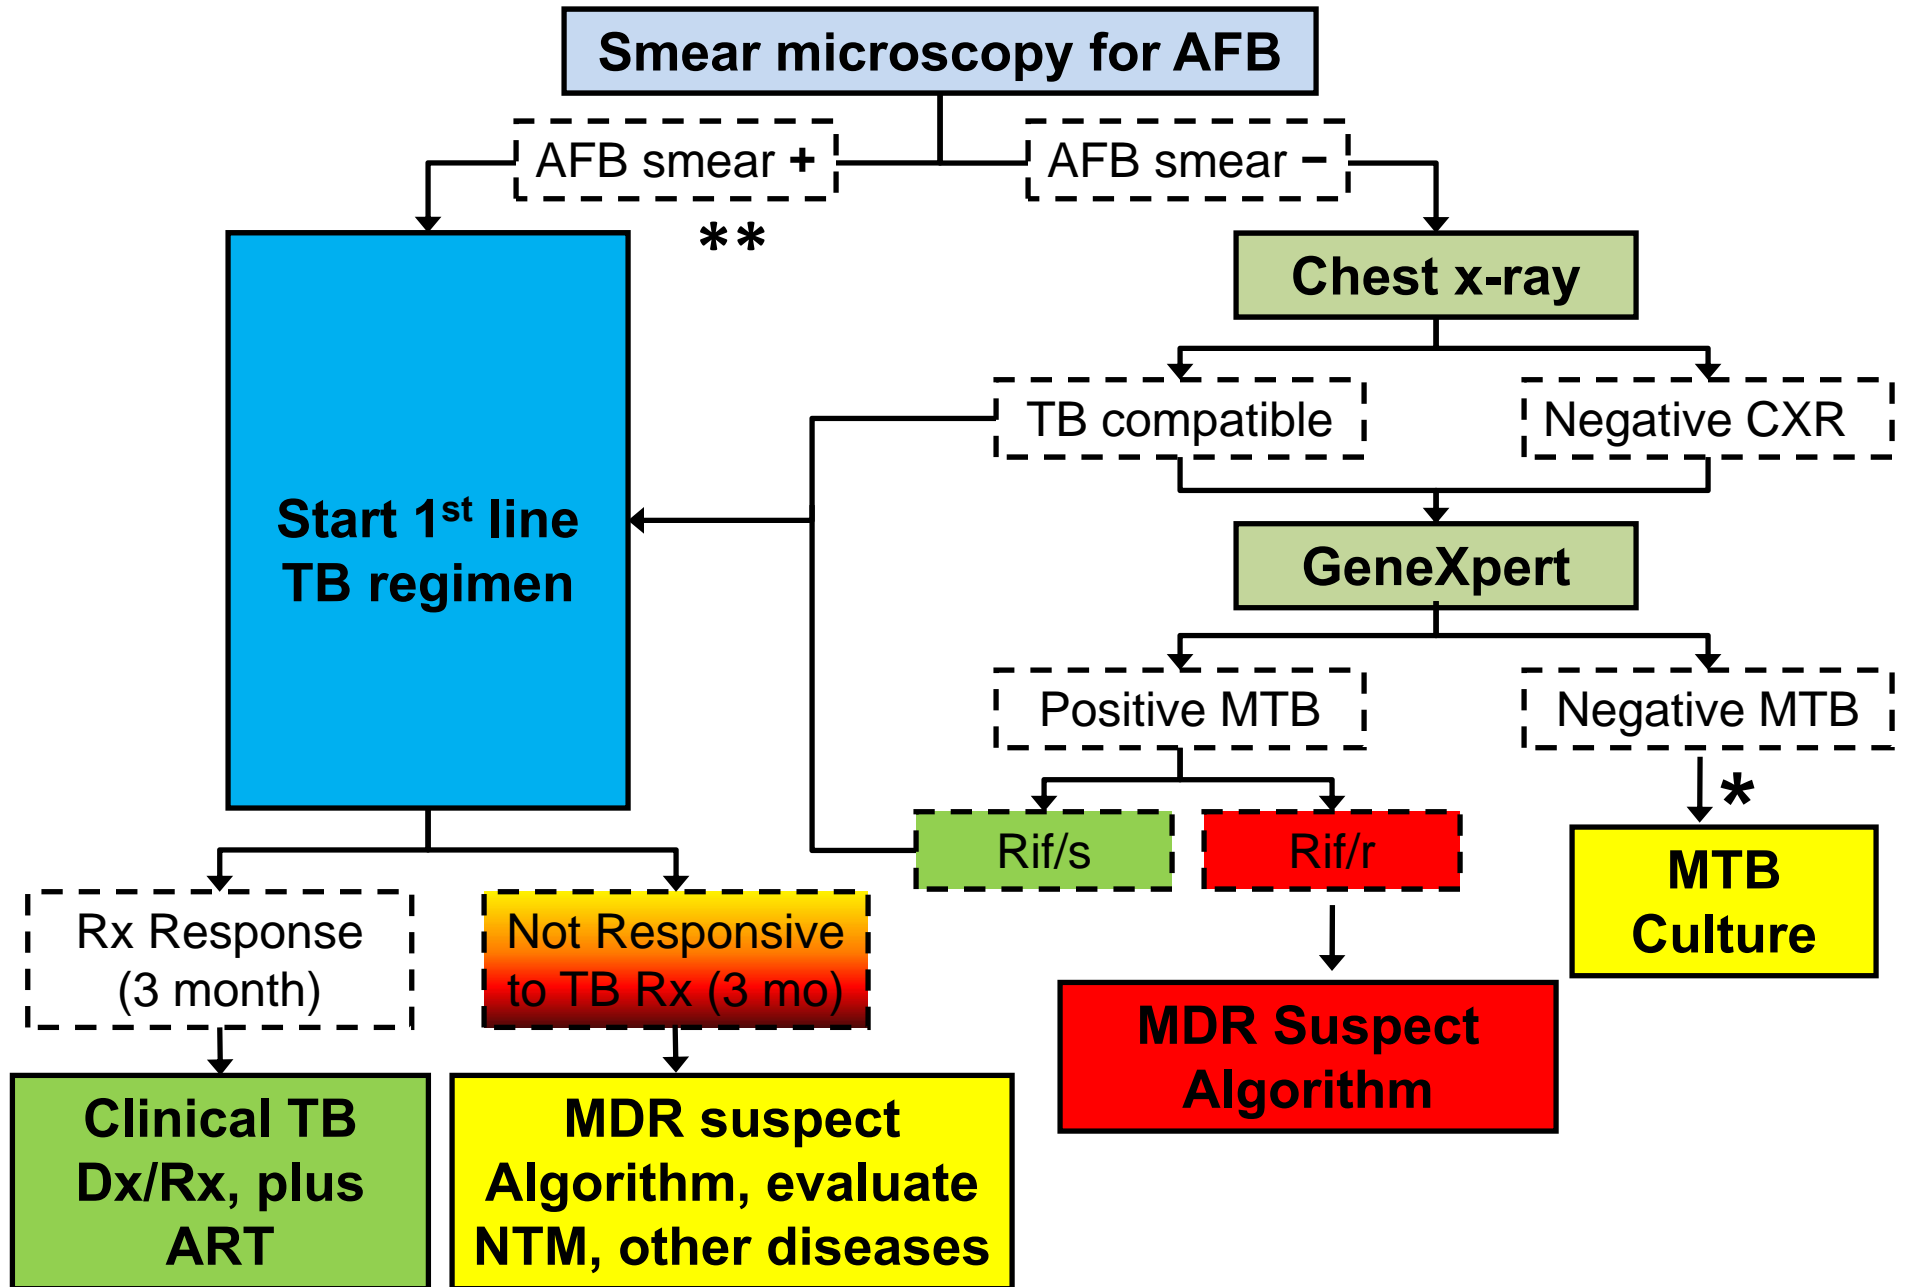 Smear microscopy for AFB
AFB smear +
AFB smear −
**
Chest x-ray
TB compatible
Negative CXR
Start 1st line
TB regimen
GeneXpert
Positive MTB
Negative MTB
*
Rif/s
Rif/r
MTB
Culture
Rx Response
(3 month)
Not Responsive
to TB Rx (3 mo)
MDR Suspect
Algorithm
Clinical TB
Dx/Rx, plus
ART
MDR suspect
Algorithm, evaluate
NTM, other diseases